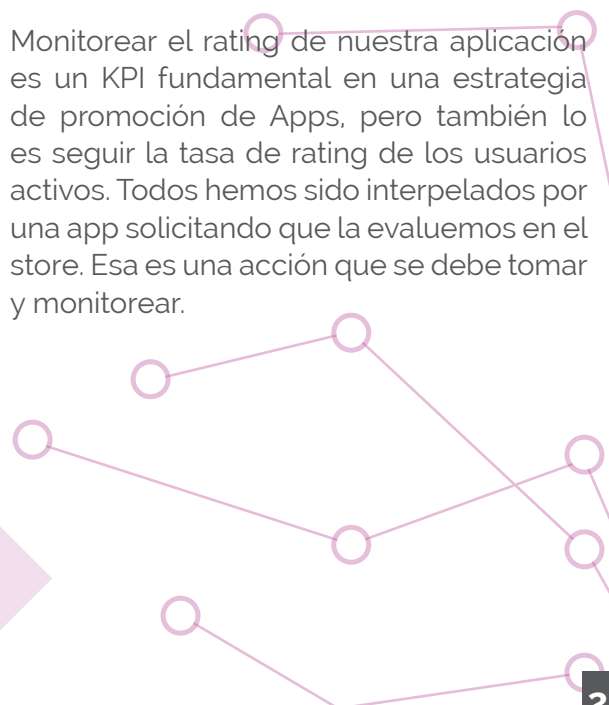 Monitorear el rating de nuestra aplicación
es un KPI fundamental en una estrategia
de promoción de Apps, pero también lo
es seguir la tasa de rating de los usuarios
activos. Todos hemos sido interpelados por
una app solicitando que la evaluemos en el
store. Esa es una acción que se debe tomar
y monitorear.